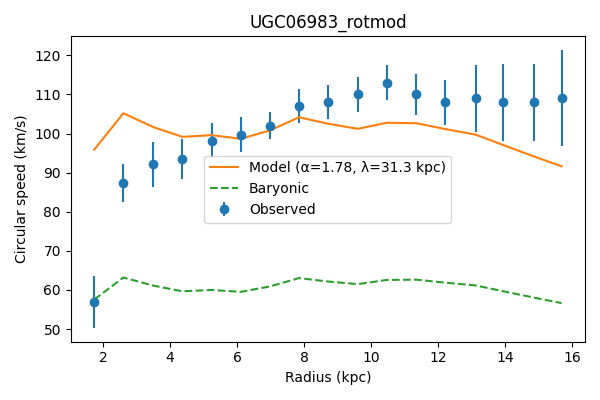 UGC06983_rotmod
Circular speed (km/s)
120
110
100
90
80
70
60
50
Model (α=1.78, λ=31.3 kpc)
Baryonic
Observed
2 4 6 8 10 12 14 16
Radius (kpc)